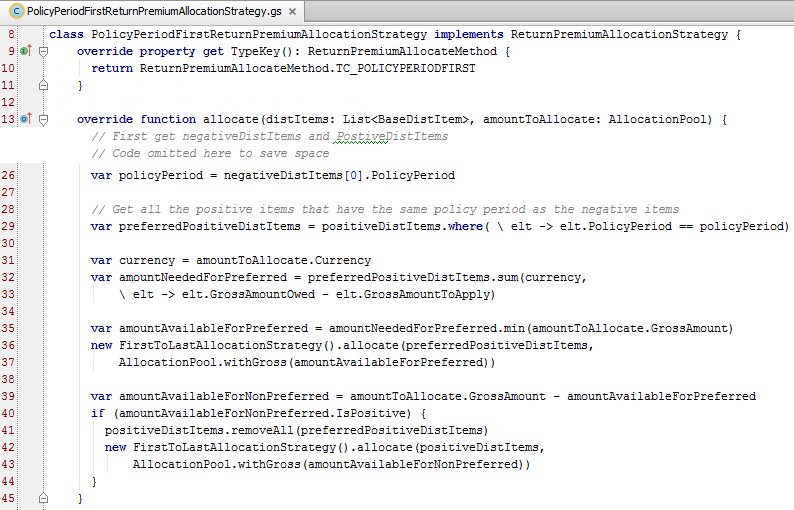 PolicyPeriodFirstReturnPremiumAllocationStrategy.gs ×
8 class PolicyPeriodFirstReturnPremiumAllocationStrategy implements ReturnPremiumAllocationStrategy {
9 override property get TypeKey(): ReturnPremiumAllocateMethod {
10 return ReturnPremiumAllocateMethod.TC_POLICYPERIODFIRST
11 }
12
13 override function allocate(distItems: List<BaseDistItem>, amountToAllocate: AllocationPool) {
// First get negativeDistItems and PostiveDistItems
// Code omitted here to save space
26 var policyPeriod = negativeDistItems[0].PolicyPeriod
27
28 // Get all the positive items that have the same policy period as the negative items
29 var preferredPositiveDistItems = positiveDistItems.where( \ elt -> elt.PolicyPeriod == policyPeriod)
30
31 var currency = amountToAllocate.Currency
32 var amountNeededForPreferred = preferredPositiveDistItems.sum(currency,
33 \ elt -> elt.GrossAmountOwed - elt.GrossAmountToApply)
34
35 var amountAvailableForPreferred = amountNeededForPreferred.min(amountToAllocate.GrossAmount)
36 new FirstToLastAllocationStrategy().allocate(preferredPositiveDistItems,
37 AllocationPool.withGross(amountAvailableForPreferred))
38
39 var amountAvailableForNonPreferred = amountToAllocate.GrossAmount - amountAvailableForPreferred
40 if (amountAvailableForNonPreferred.IsPositive) {
41 positiveDistItems.removeAll(preferredPositiveDistItems)
42 new FirstToLastAllocationStrategy().allocate(positiveDistItems,
43 AllocationPool.withGross(amountAvailableForNonPreferred))
44 }
45 }